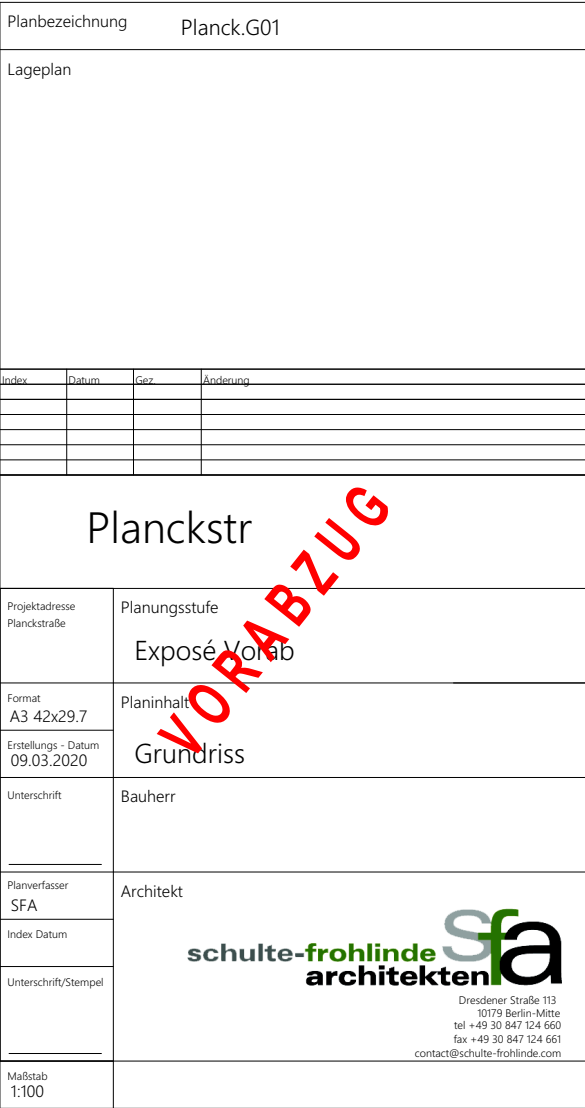 Planbezeichnung Planck.G01
Lageplan
Index Datum Gez. Änderung
Planckstr
VORABZUG
Projektadresse
Planckstraße
Planungsstufe
Exposé Vorab
Format
A3 42x29.7
Planinhalt
Erstellungs - Datum
09.03.2020
Grundriss
Unterschrift
Bauherr
Planverfasser
SFA
Architekt
Index Datum
sfa
schulte-frohlinde
architekten
Unterschrift/Stempel
Dresdener Straße 113
10179 Berlin-Mitte
tel +49 30 847 124 660
fax +49 30 847 124 661
contact@schulte-frohlinde.com
Maßstab
1:100